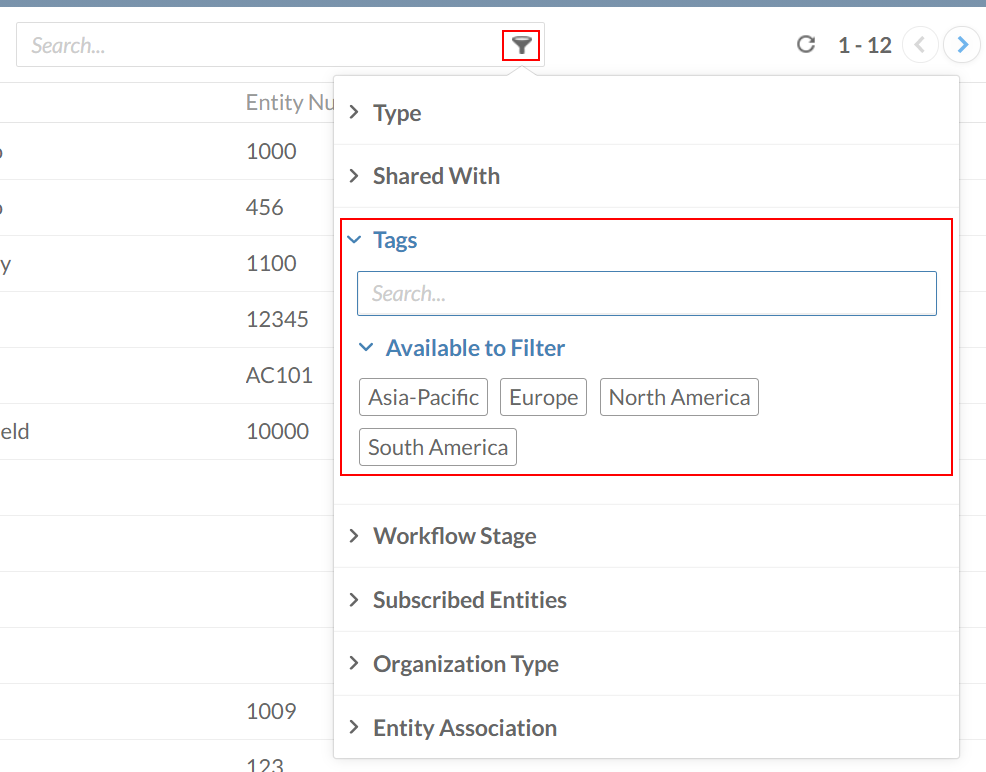 Search...
1 - 12
Entity Nu
Type
1000
Shared With
456
Tags
y
1100
Search...
12345
Available to Filter
AC101
Asia-Pacific Europe North America
eld
10000
South America
Workflow Stage
Subscribed Entities
Organization Type
1009
Entity Association
123